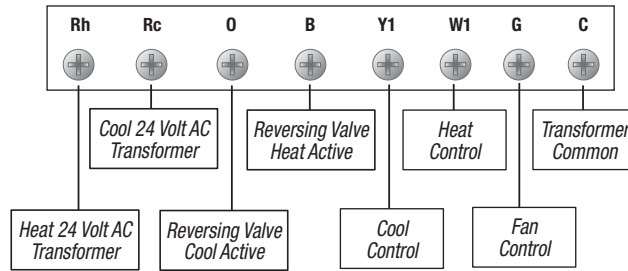 Rh Rc O B Y1 W1 G C
Cool 24 Volt AC
Transformer
Reversing Valve
Heat Active
Heat
Control
Transformer
Common
Heat 24 Volt AC
Transformer
Reversing Valve
Cool Active
Cool
Control
Fan
Control